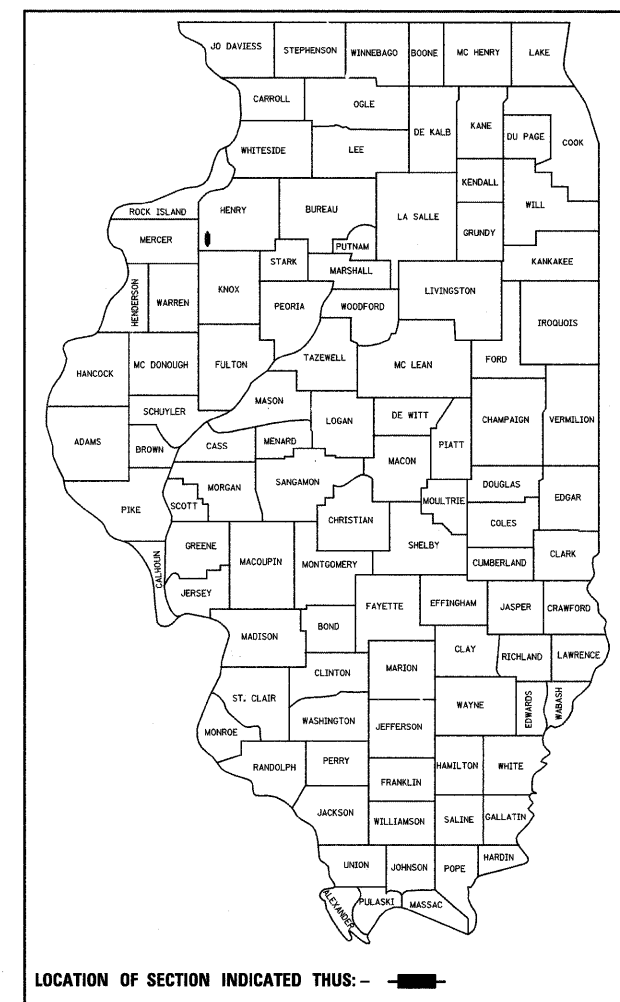 JO DAVIESS
STEPHENSON
WINNEBAGO
BOONE
MC HENRY
LAKE
CARROLL
OGLE
DE KALB
KANE
DU PAGE
COOK
WHITESIDE
LEE
KENDALL
WILL
ROCK ISLAND
HENRY
BUREAU
LA SALLE
GRUNDY
MERCER
PUTNAM
STARK
MARSHALL
KANKAKEE
HENDERSON
WARREN
KNOX
PEORIA
WOODFORD
LIVINGSTON
IROQUOIS
HANCOCK
MC DONOUGH
FULTON
TAZEWELL
MC LEAN
FORD
SCHUYLER
MASON
LOGAN
DE WITT
CHAMPAIGN
VERMILION
ADAMS
BROWN
CASS
MENARD
PIATT
MACON
PIKE
SCOTT
MORGAN
SANGAMON
CHRISTIAN
MOULTRIE
DOUGLAS
EDGAR
COLES
CALHOUN
GREENE
MACOUPIN
MONTGOMERY
SHELBY
CUMBERLAND
CLARK
JERSEY
FAYETTE
EFFINGHAM
JASPER
CRAWFORD
MADISON
BOND
CLAY
RICHLAND
LAWRENCE
CLINTON
MARION
ST. CLAIR
WAYNE
EDWARDS
WABASH
MONROE
WASHINGTON
JEFFERSON
RANDOLPH
PERRY
HAMILTON
WHITE
FRANKLIN
JACKSON
WILLIAMSON
SALINE
GALLATIN
UNION
JOHNSON
POPE
HARDIN
ALEXANDER
PULASKI
MASSAC
LOCATION OF SECTION INDICATED THUS: -